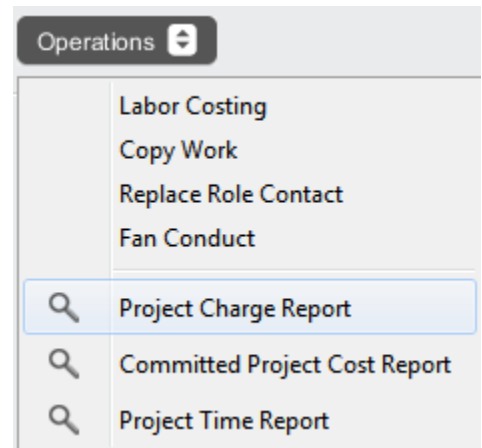 Operations
Labor Costing
Copy Work
Replace Role Contact
Fan Conduct
Project Charge Report
Committed Project Cost Report
Project Time Report